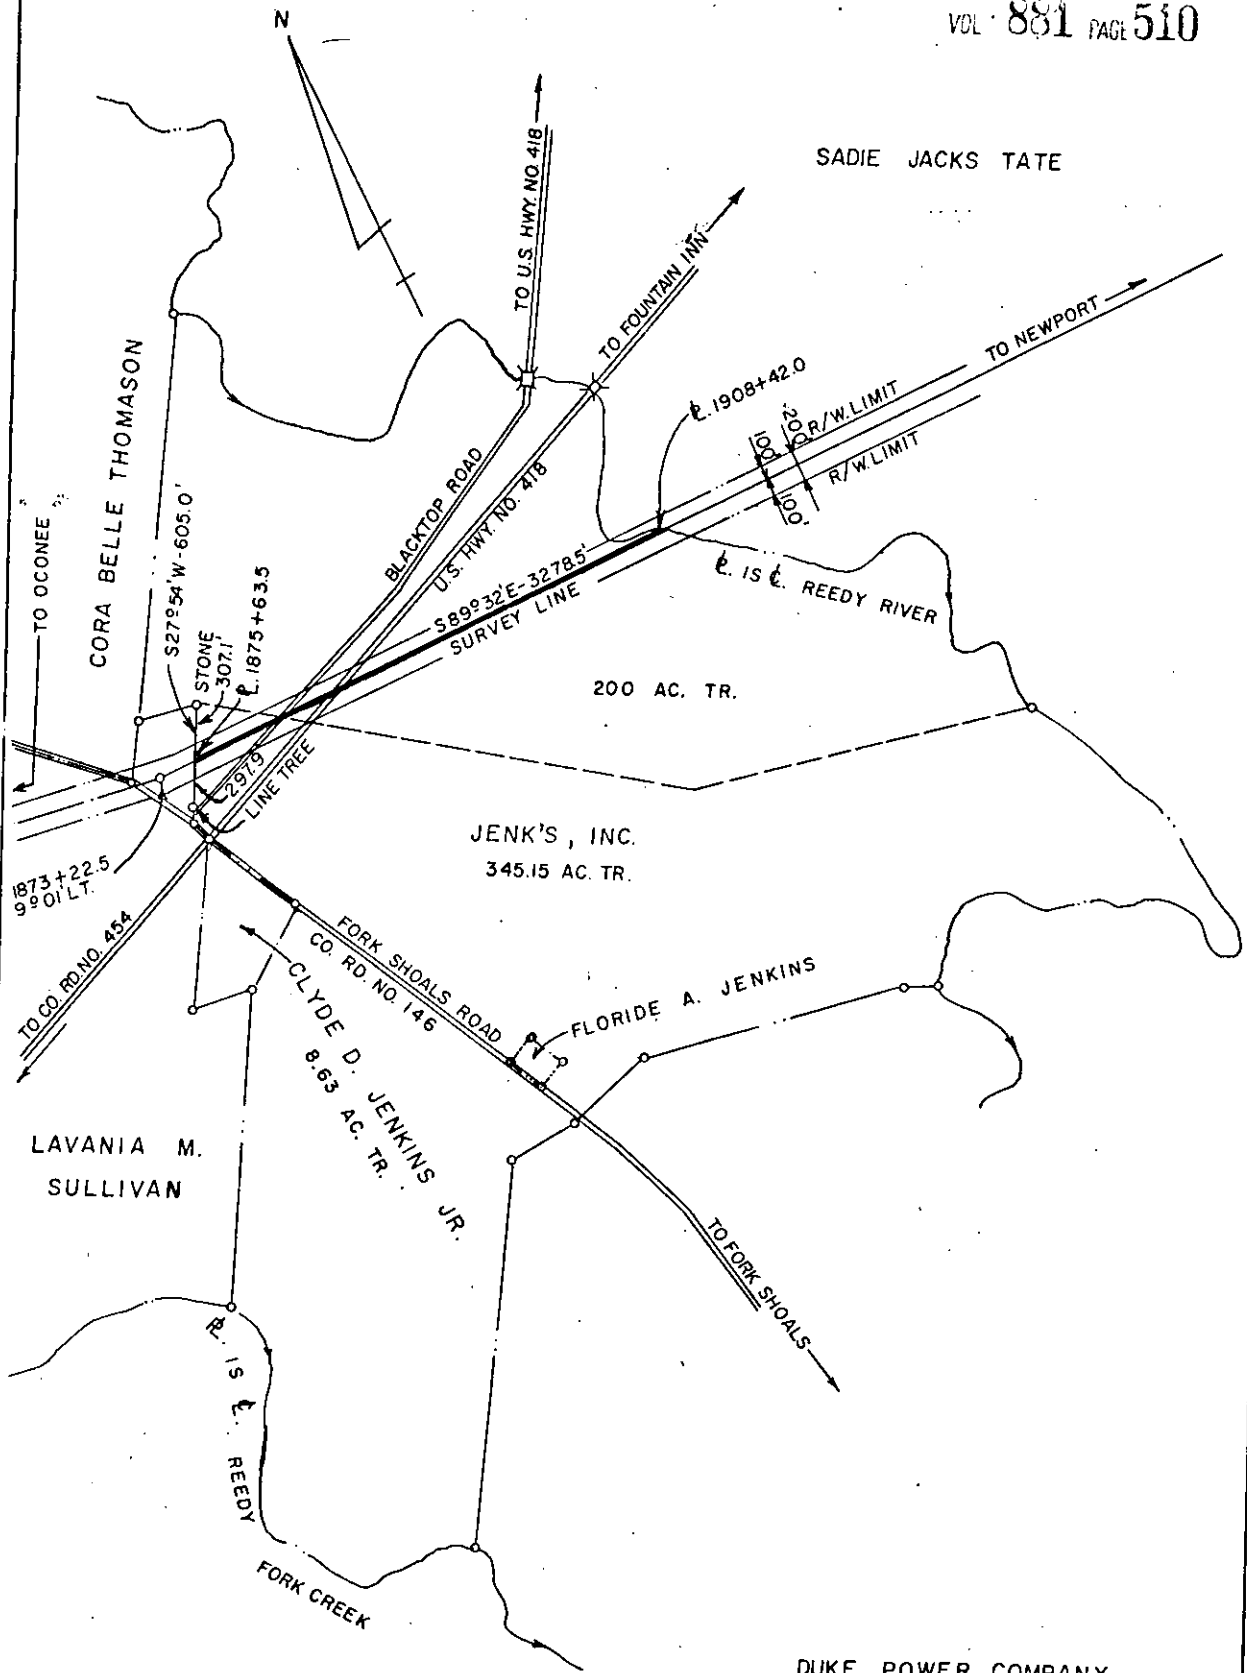 VOL 881 PAGE 510
N
SADIE JACKS TATE
TO U.S. HWY. NO. 418
TO FOUNTAIN INN
TO NEWPORT
℄. 1908+42.0
R/W. LIMIT
200'
100'
100'
R/W. LIMIT
CORA BELLE THOMASON
TO OCONEE
BLACKTOP ROAD
U.S. HWY. NO. 418
S27°54'W-605.0'
STONE
307.1'
℄. 1875+63.5
S89°32'E-3278.5'
SURVEY LINE
℄. IS ℄. REEDY RIVER
200 AC. TR.
297.9
LINE TREE
JENK'S, INC.
345.15 AC. TR.
1873+22.5
9°01' LT.
TO CO. RD. NO. 454
FORK SHOALS ROAD
CO. RD. NO. 146
FLORIDE A. JENKINS
CLYDE D. JENKINS JR.
8.63 AC. TR.
LAVANIA M.
SULLIVAN
TO FORK SHOALS
℄. IS ℄. REEDY
FORK CREEK
DUKE POWER COMPANY